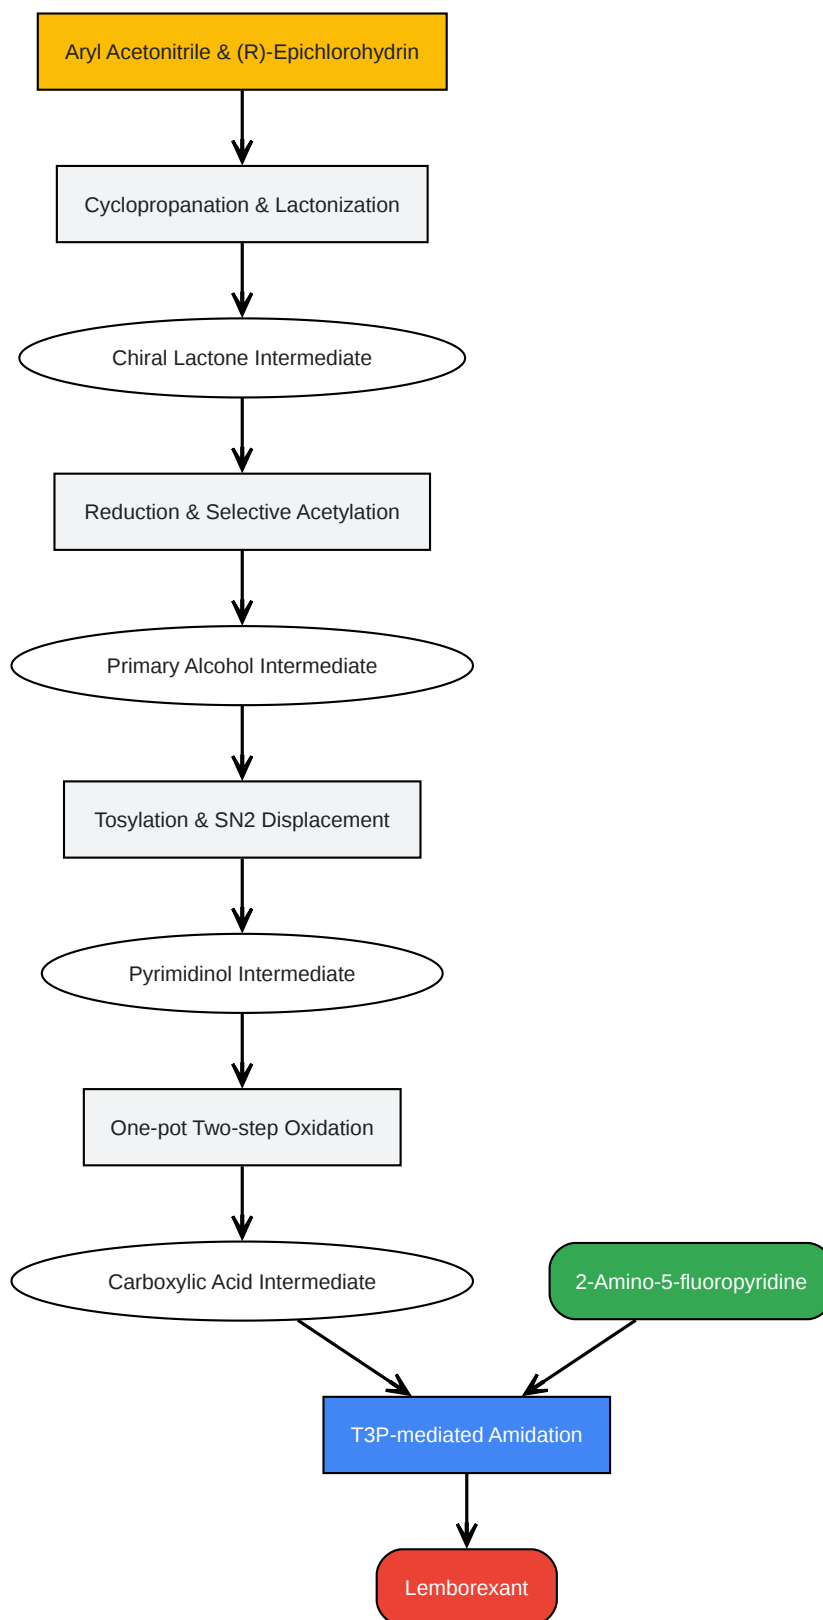 Aryl Acetonitrile & (R)-Epichlorohydrin
Cyclopropanation & Lactonization
Chiral Lactone Intermediate
Reduction & Selective Acetylation
Primary Alcohol Intermediate
Tosylation & SN2 Displacement
Pyrimidinol Intermediate
One-pot Two-step Oxidation
Carboxylic Acid Intermediate
2-Amino-5-fluoropyridine
T3P-mediated Amidation
Lemborexant